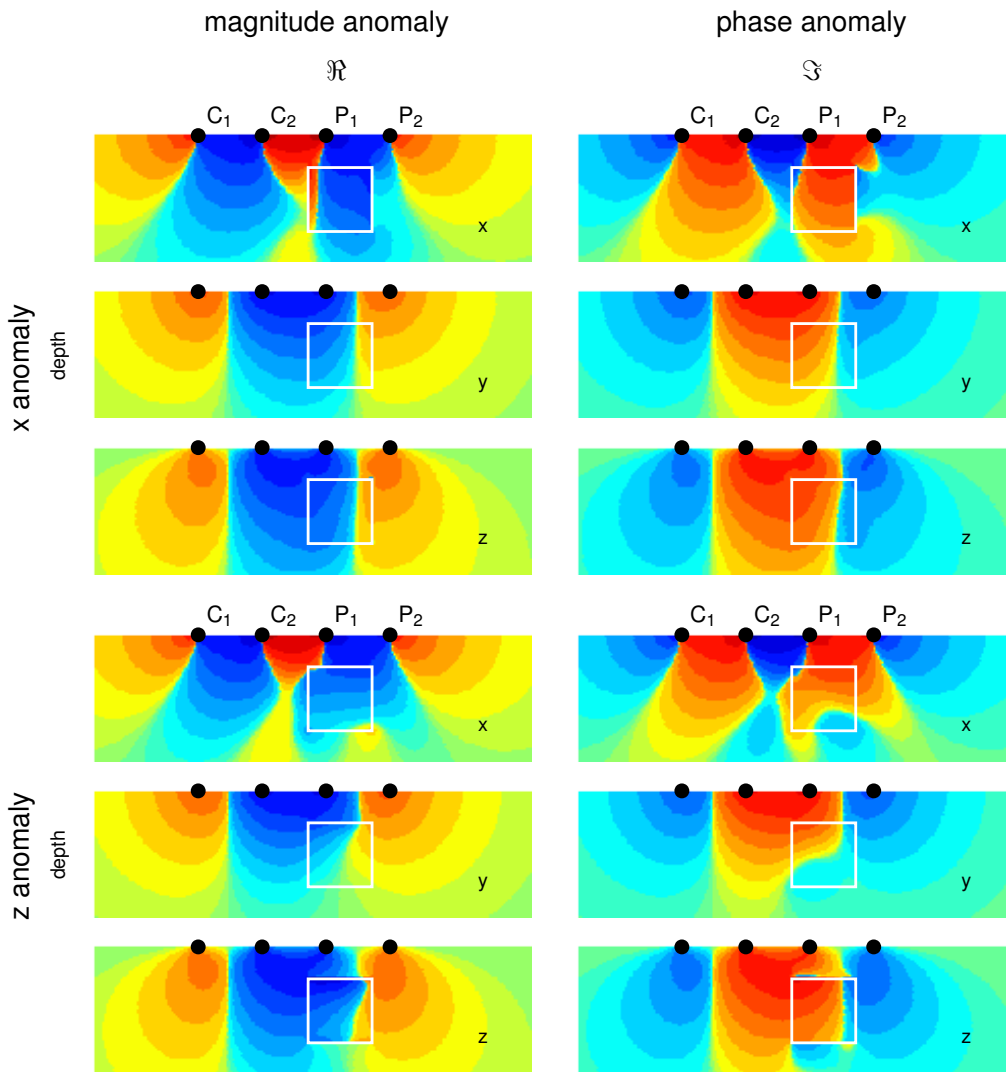 magnitude anomaly phase anomaly
ℜ ℑ
C₁ C₂ P₁ P₂ C₁ C₂ P₁ P₂
x x
x anomaly
depth
y y
z z
C₁ C₂ P₁ P₂ C₁ C₂ P₁ P₂
x x
z anomaly
depth
y y
z z